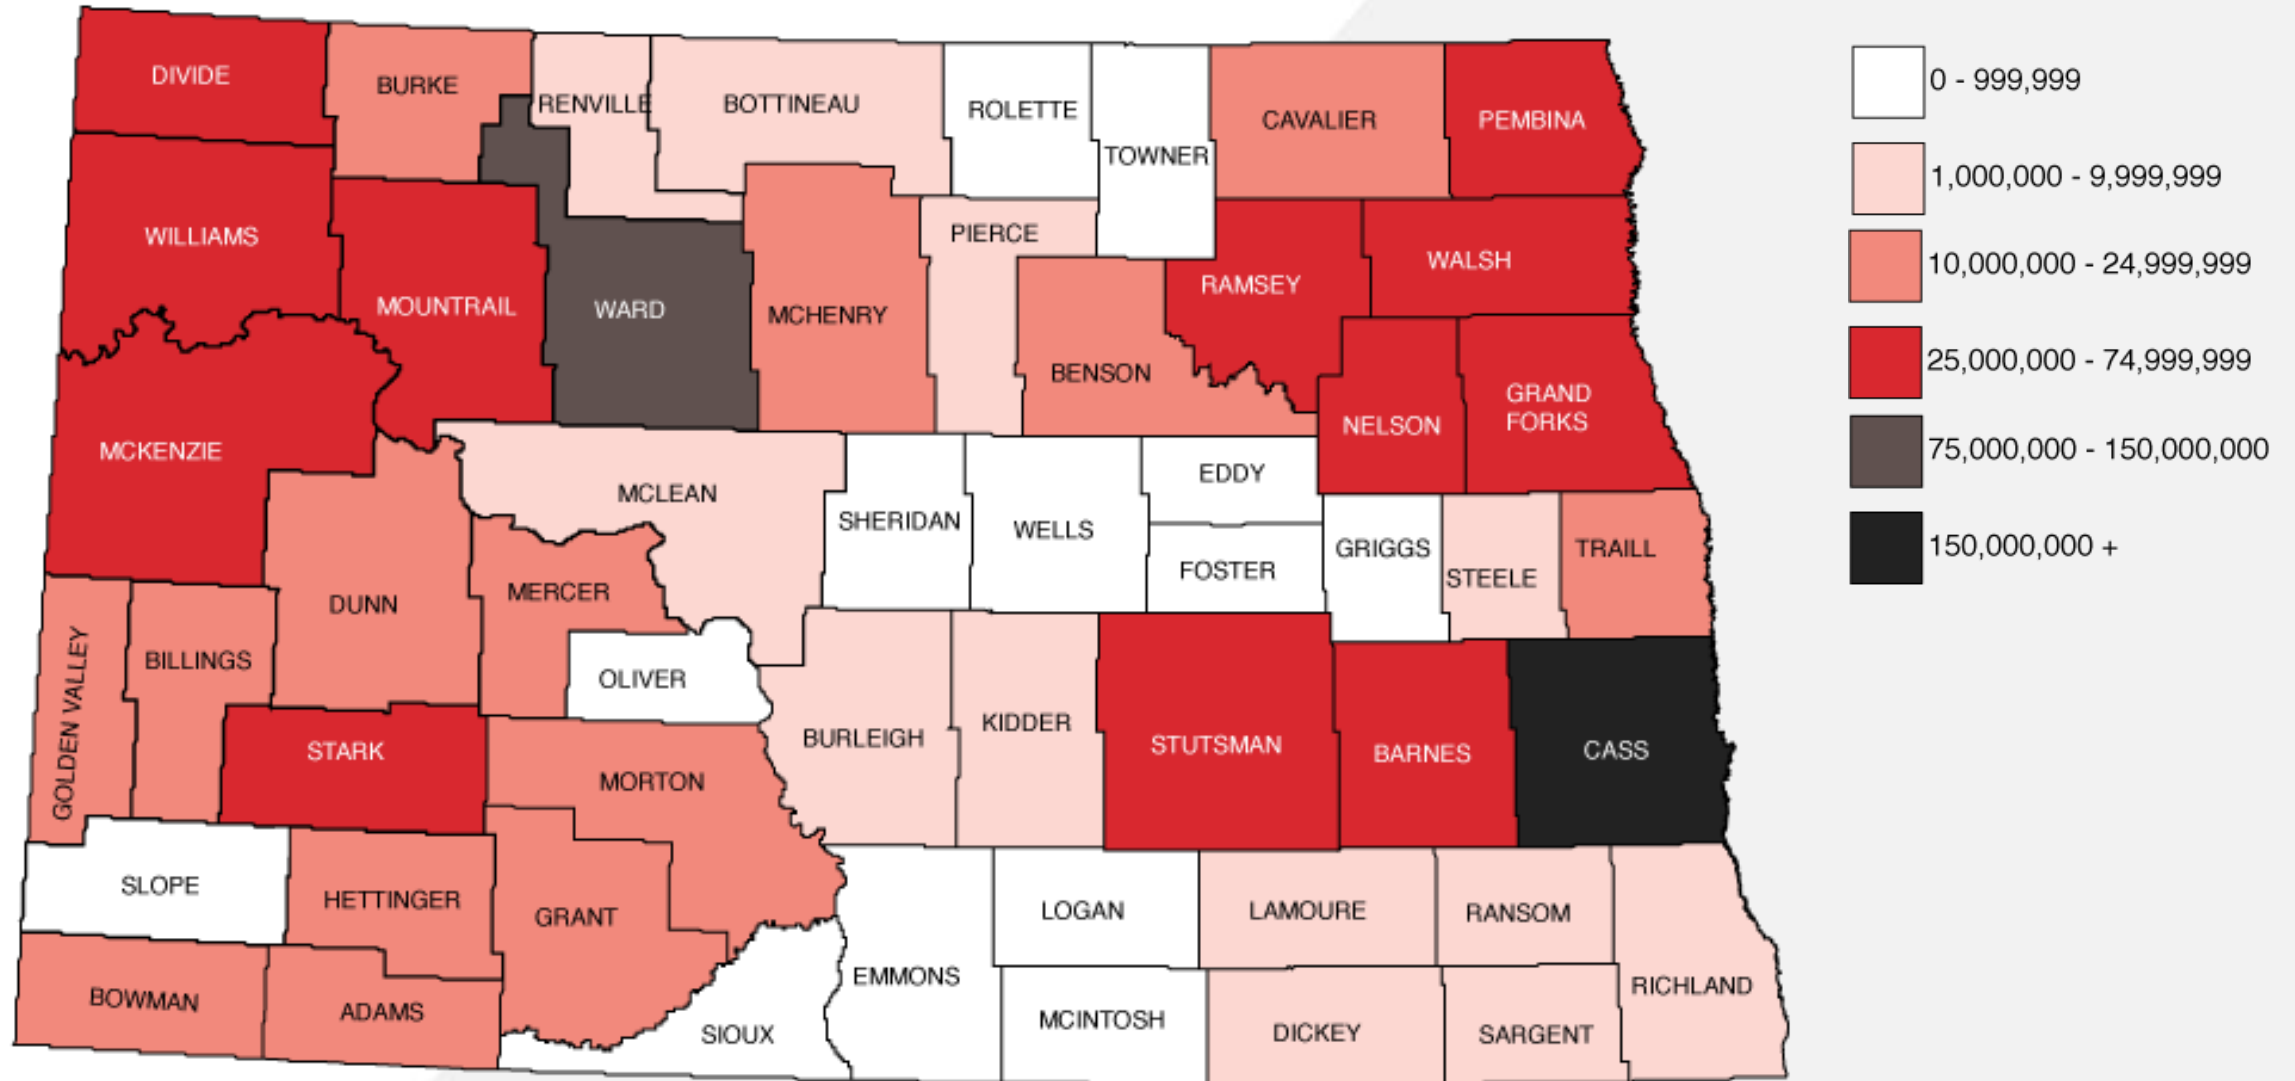 DIVIDE
BURKE
RENVILLE
BOTTINEAU
ROLETTE
TOWNER
CAVALIER
PEMBINA
WILLIAMS
MOUNTRAIL
WARD
MCHENRY
PIERCE
BENSON
RAMSEY
WALSH
MCKENZIE
NELSON
GRAND
FORKS
MCLEAN
SHERIDAN
WELLS
EDDY
FOSTER
GRIGGS
STEELE
TRAILL
DUNN
MERCER
OLIVER
GOLDEN VALLEY
BILLINGS
STARK
MORTON
BURLEIGH
KIDDER
STUTSMAN
BARNES
CASS
SLOPE
HETTINGER
GRANT
EMMONS
LOGAN
LAMOURE
RANSOM
RICHLAND
BOWMAN
ADAMS
SIOUX
MCINTOSH
DICKEY
SARGENT
0 - 999,999
1,000,000 - 9,999,999
10,000,000 - 24,999,999
25,000,000 - 74,999,999
75,000,000 - 150,000,000
150,000,000 +